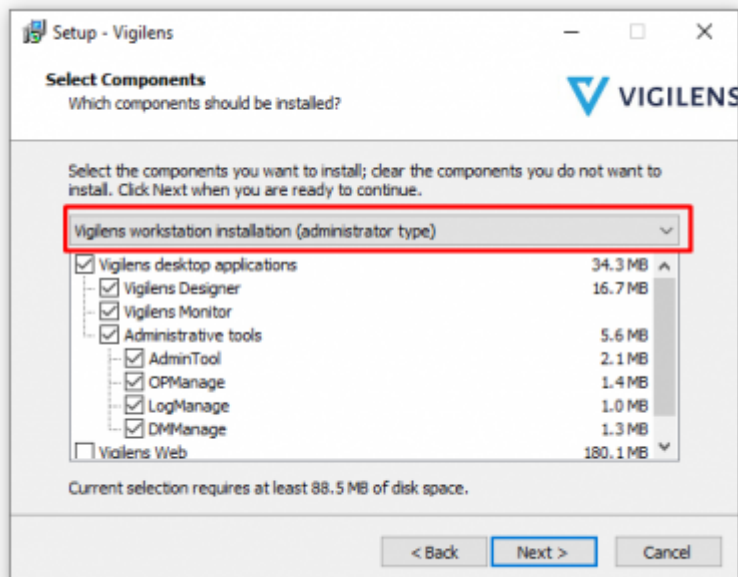 Setup - Vigilens
Select Components
Which components should be installed?
VIGILENS
Select the components you want to install; clear the components you do not want to
install. Click Next when you are ready to continue.
Vigilens workstation installation (administrator type)
Vigilens desktop applications 34.3 MB
Vigilens Designer 16.7 MB
Vigilens Monitor
Administrative tools 5.6 MB
AdminTool 2.1 MB
OPManage 1.4 MB
LogManage 1.0 MB
DMManage 1.3 MB
Vigilens Web 180.1 MB
Current selection requires at least 88.5 MB of disk space.
< Back Next > Cancel